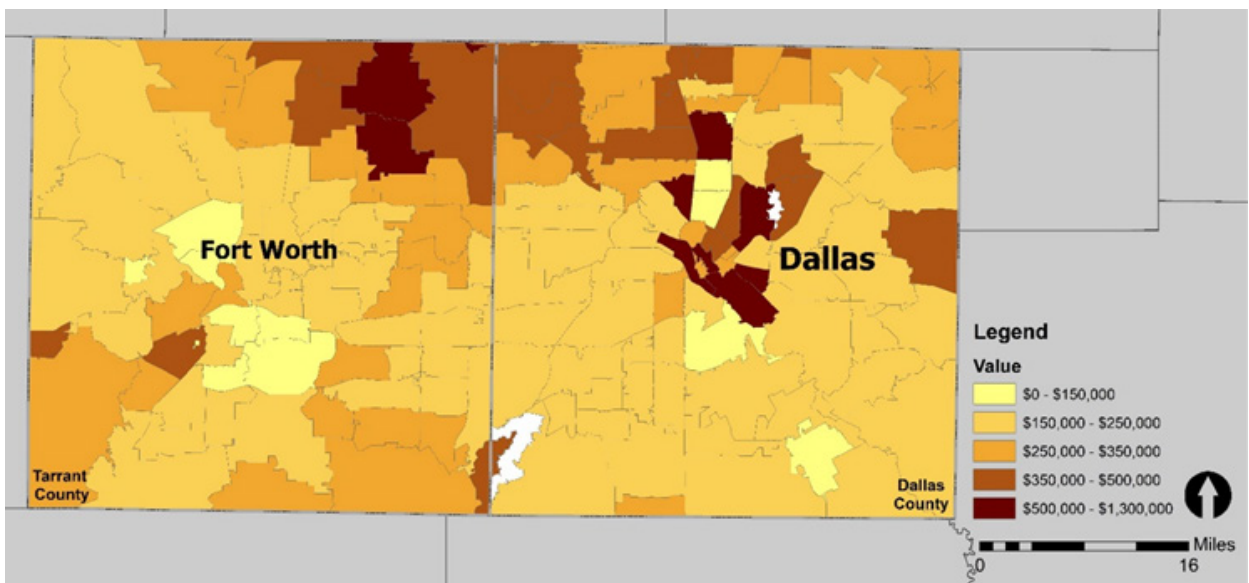 Fort Worth
Dallas
Tarrant
County
Dallas
County
Legend
Value
$0 - $150,000
$150,000 - $250,000
$250,000 - $350,000
$350,000 - $500,000
$500,000 - $1,300,000
Miles
0 16